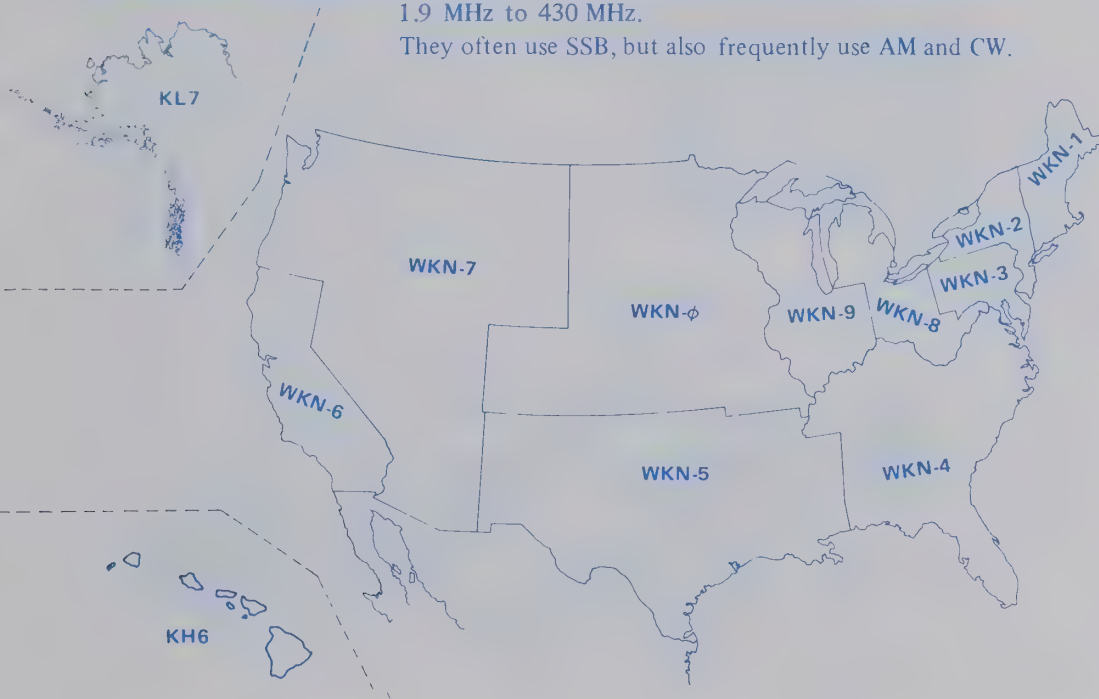 1.9 MHz to 430 MHz.
They often use SSB, but also frequently use AM and CW.
KL7
WKN-1
WKN-2
WKN-7
WKN-3
WKN-ϕ
WKN-9
WKN-8
WKN-6
WKN-5
WKN-4
KH6